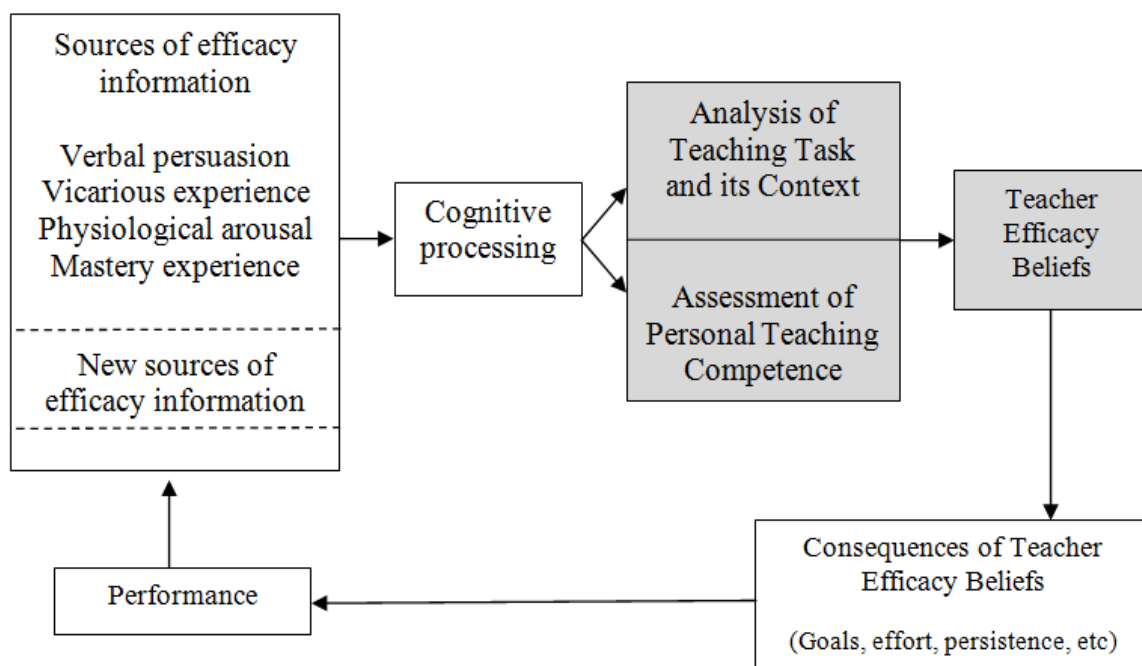 Sources of efficacy
information
Verbal persuasion
Vicarious experience
Physiological arousal
Mastery experience
New sources of
efficacy information
Cognitive
processing
Analysis of
Teaching Task
and its Context
Assessment of
Personal Teaching
Competence
Teacher
Efficacy
Beliefs
Consequences of Teacher
Efficacy Beliefs
(Goals, effort, persistence, etc)
Performance